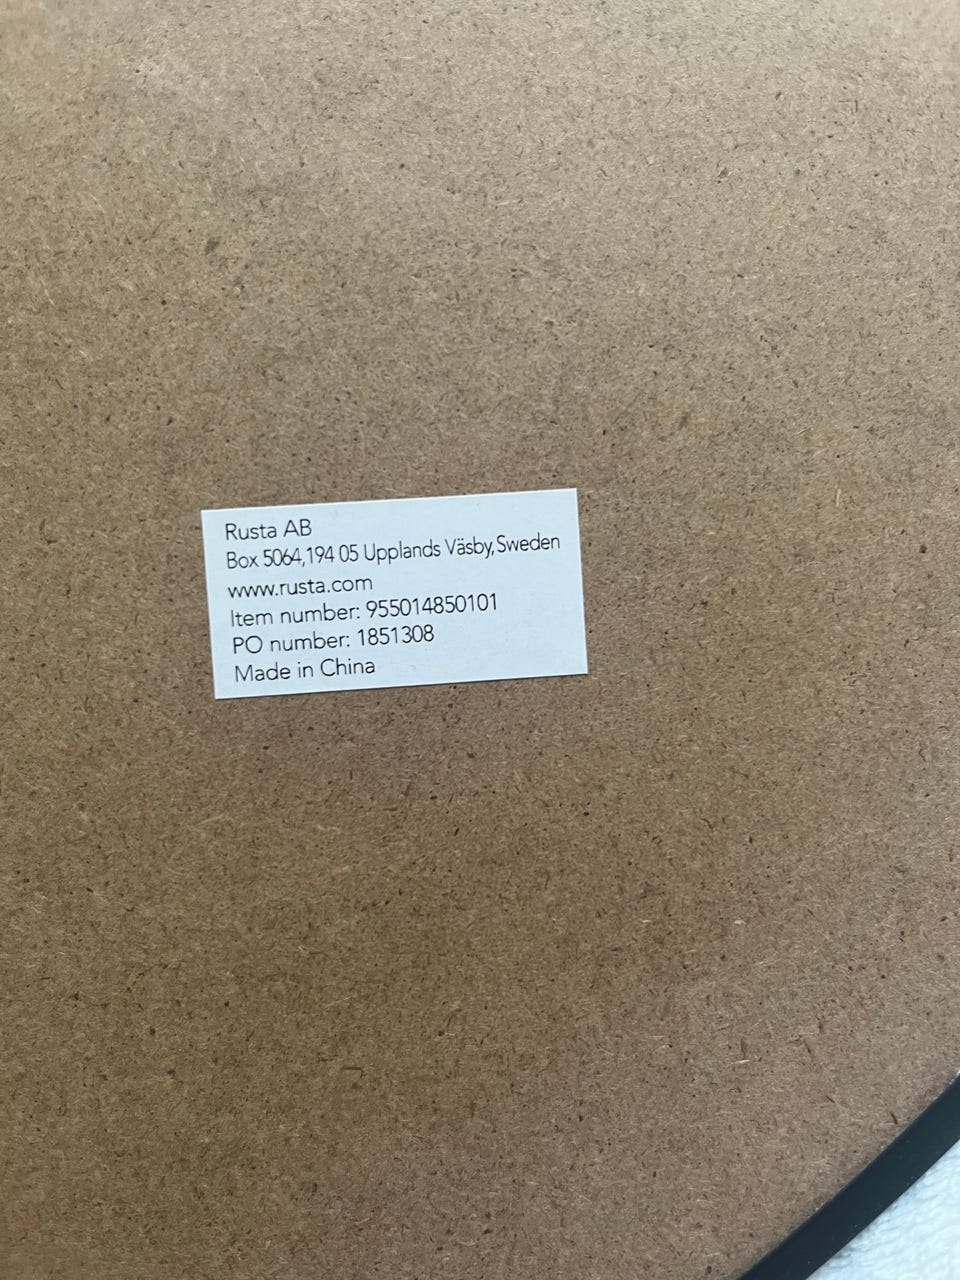 Rusta AB
Box 5064,194 05 Upplands Väsby,Sweden
www.rusta.com
Item number: 955014850101
PO number: 1851308
Made in China